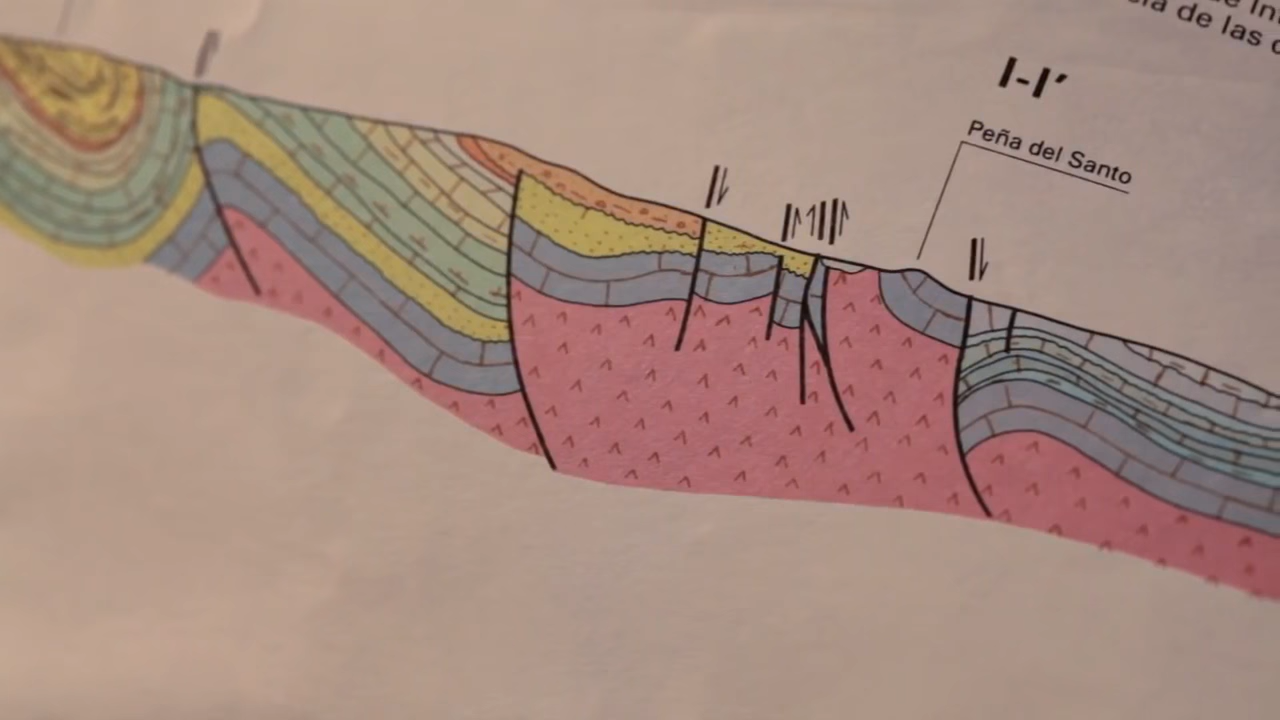 de las
I-I′
Peña del Santo